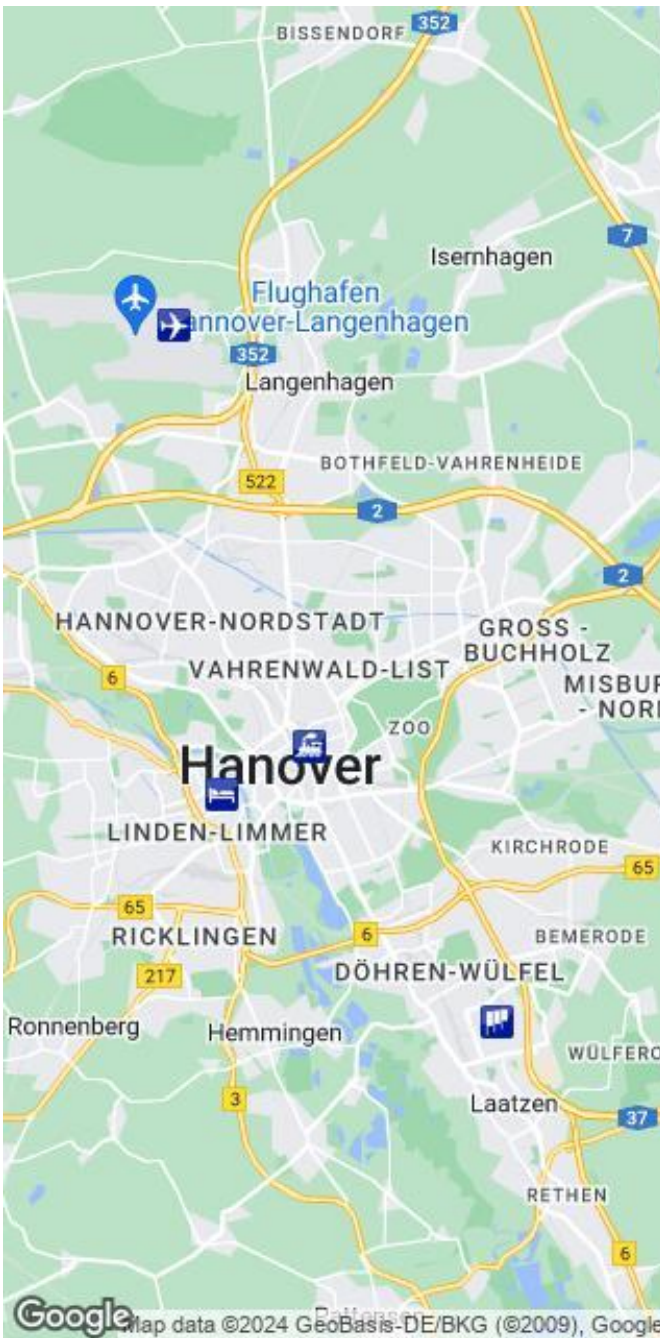 352
BISSENDORF
7
Isernhagen
Flughafen
annover-Langenhagen
352
Langenhagen
BOTHFELD-VAHRENHEIDE
522
2
2
HANNOVER-NORDSTADT
GROSS -
BUCHHOLZ
VAHRENWALD-LIST
6
MISBUR
- NORD
ZOO
Hanover
LINDEN-LIMMER
KIRCHRODE
65
65
6
RICKLINGEN
BEMERODE
217
DÖHREN-WÜLFEL
Ronnenberg
Hemmingen
WÜLFERO
3
Laatzen
37
RETHEN
6
Pattensen
Google
Map data ©2024 GeoBasis-DE/BKG (©2009), Google